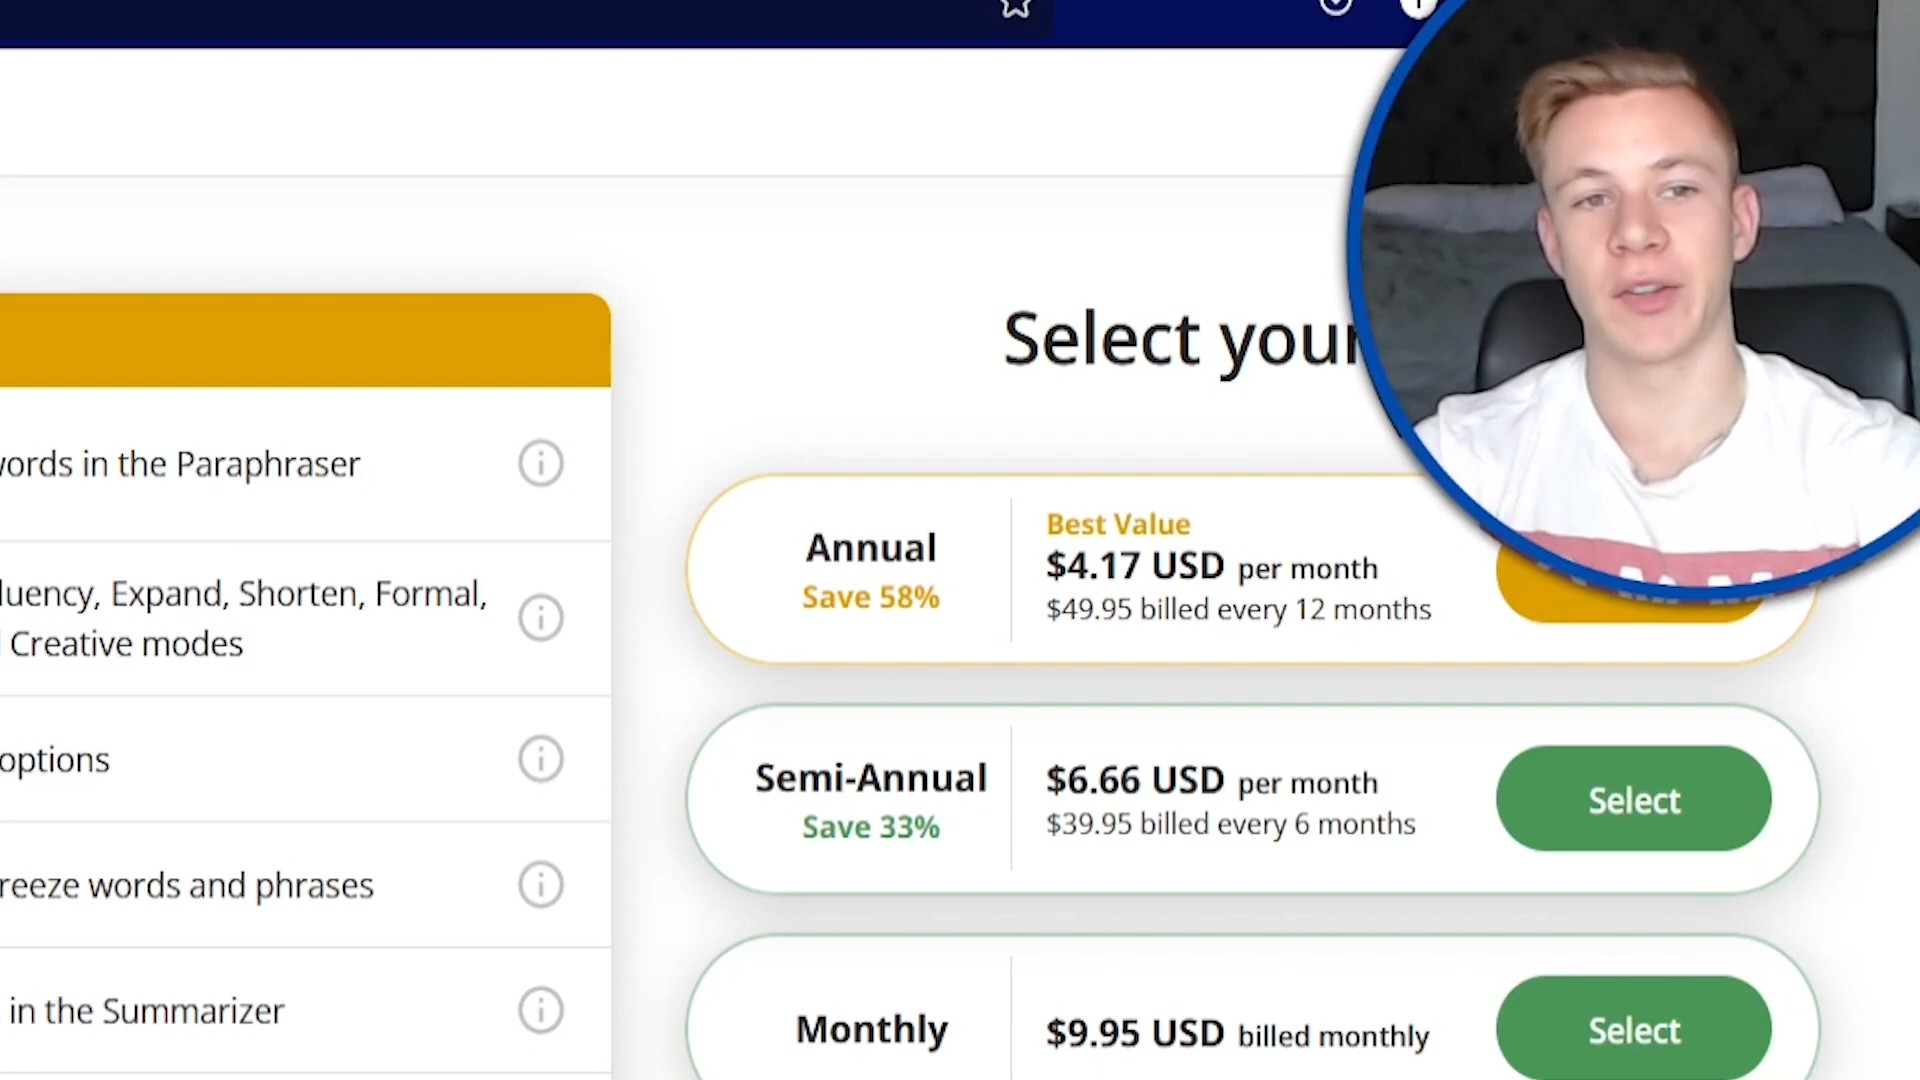 Select your
words in the Paraphraser
Fluency, Expand, Shorten, Formal,
Creative modes
options
Freeze words and phrases
in the Summarizer
Annual
Save 58%
Best Value
$4.17 USD per month
$49.95 billed every 12 months
Semi-Annual
Save 33%
$6.66 USD per month
$39.95 billed every 6 months
Select
Monthly
$9.95 USD billed monthly
Select